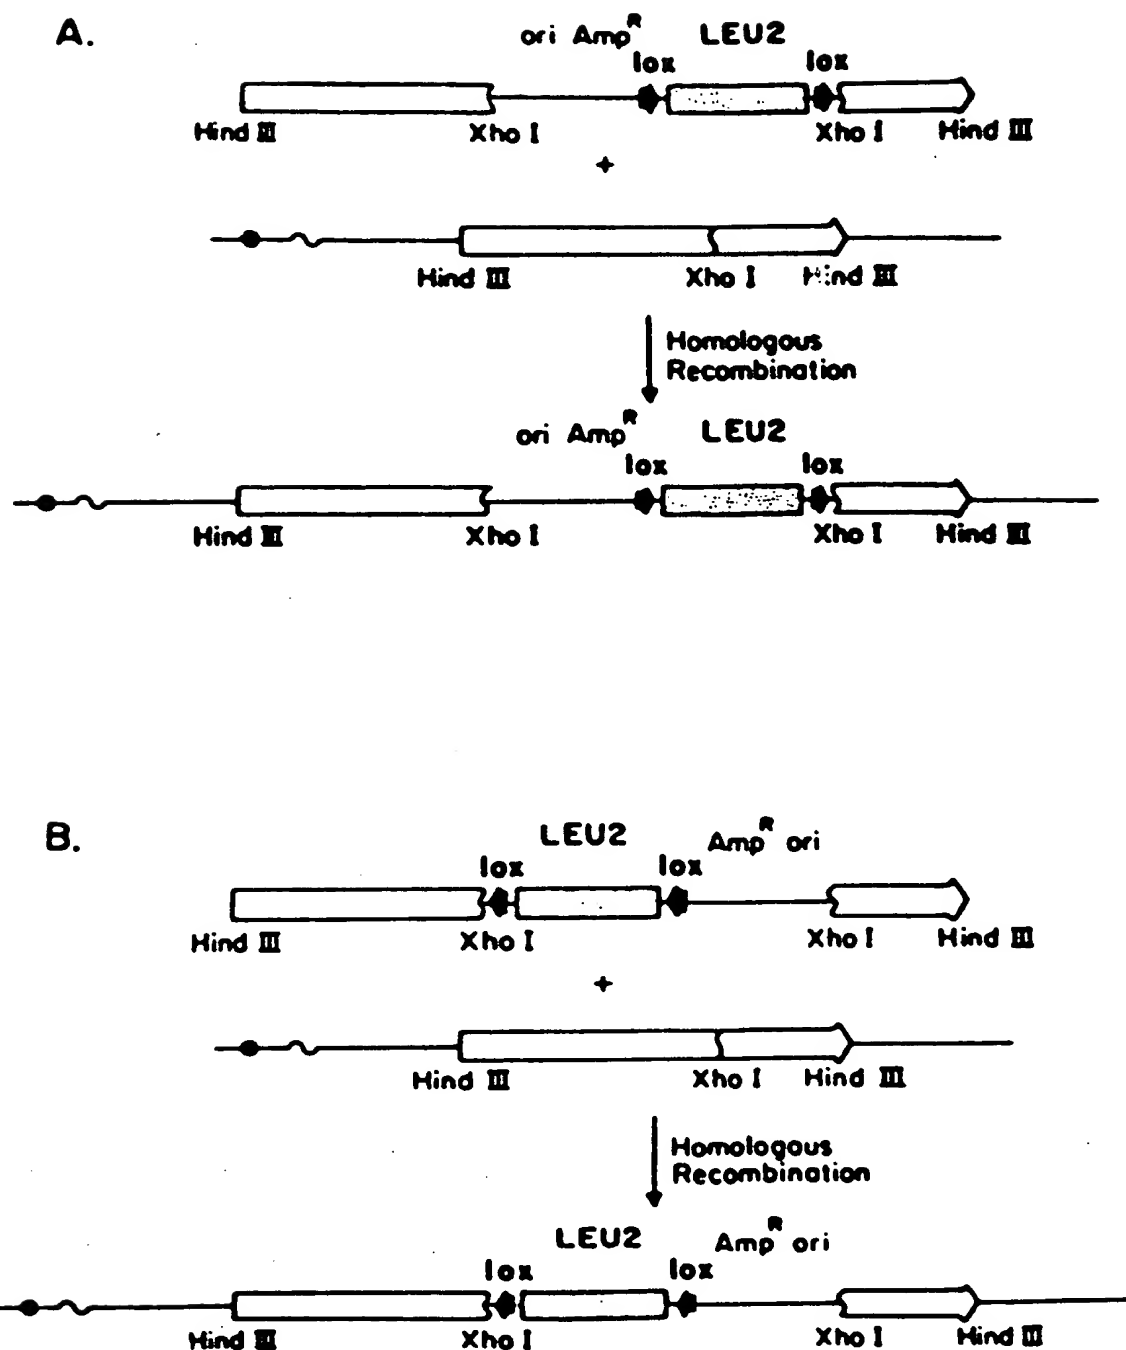 A.
ori Amp^R LEU2
lox lox
Hind III Xho I Xho I Hind III
+
Hind III Xho I Hind III
Homologous
Recombination
ori Amp^R LEU2
lox lox
Hind III Xho I Xho I Hind III
B.
LEU2 Amp^R ori
lox lox
Hind III Xho I Xho I Hind III
+
Hind III Xho I Hind III
Homologous
Recombination
LEU2 Amp^R ori
lox lox
Hind III Xho I Xho I Hind III